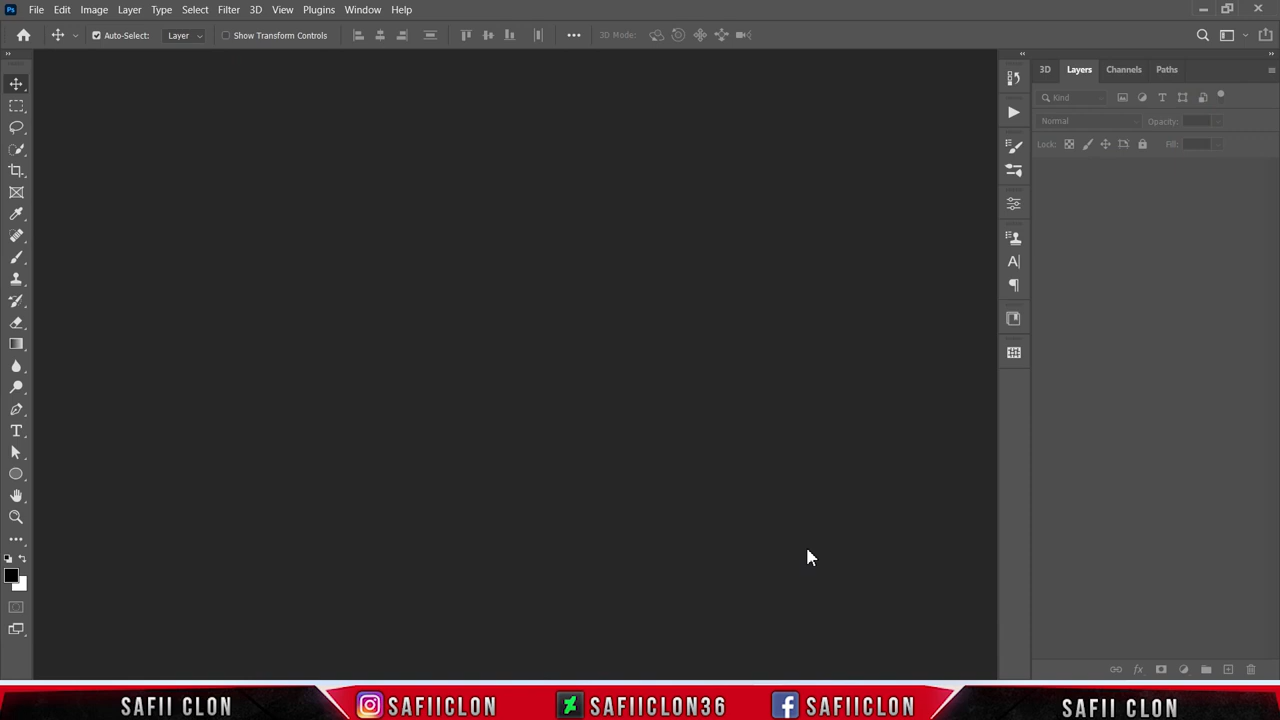 Ps File Edit Image Layer Type Select Filter 3D View Plugins Window Help
Auto-Select: Layer Show Transform Controls 3D Mode:
3D Layers Channels Paths
Kind
Normal Opacity:
Lock: Fill:
SAFII CLON SAFIICLON SAFIICLON36 SAFIICLON SAFII CLON